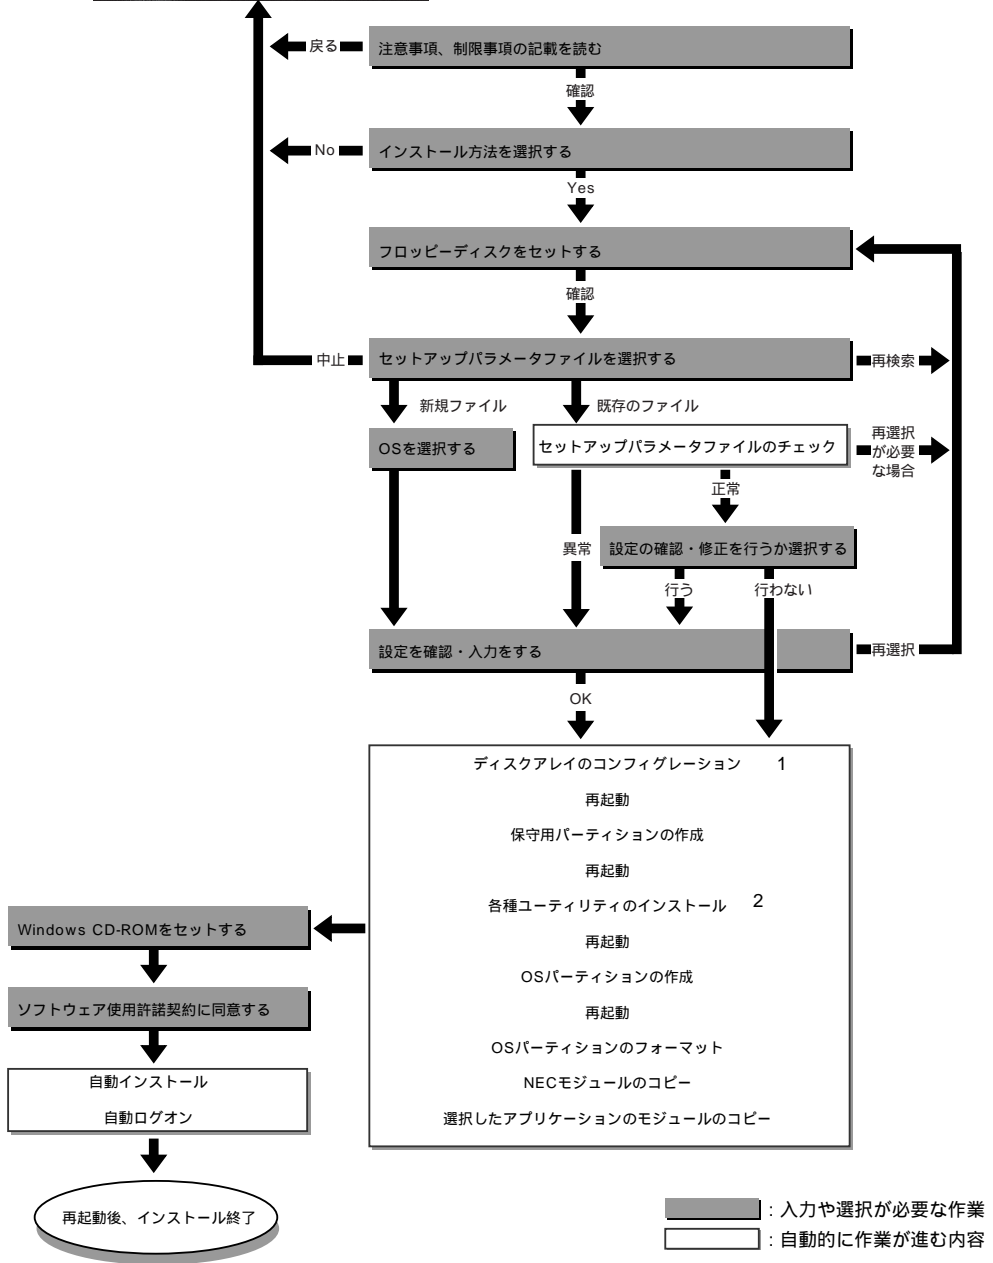 戻る
注意事項、制限事項の記載を読む
確認
No
インストール方法を選択する
Yes
フロッピーディスクをセットする
確認
中止
セットアップパラメータファイルを選択する
再検索
新規ファイル
既存のファイル
OSを選択する
セットアップパラメータファイルのチェック
再選択
が必要
な場合
正常
異常
設定の確認・修正を行うか選択する
行う
行わない
設定を確認・入力をする
再選択
OK
ディスクアレイのコンフィグレーション 1
再起動
保守用パーティションの作成
再起動
各種ユーティリティのインストール 2
再起動
OSパーティションの作成
再起動
OSパーティションのフォーマット
NECモジュールのコピー
選択したアプリケーションのモジュールのコピー
Windows CD-ROMをセットする
ソフトウェア使用許諾契約に同意する
自動インストール
自動ログオン
再起動後、インストール終了
：入力や選択が必要な作業
：自動的に作業が進む内容